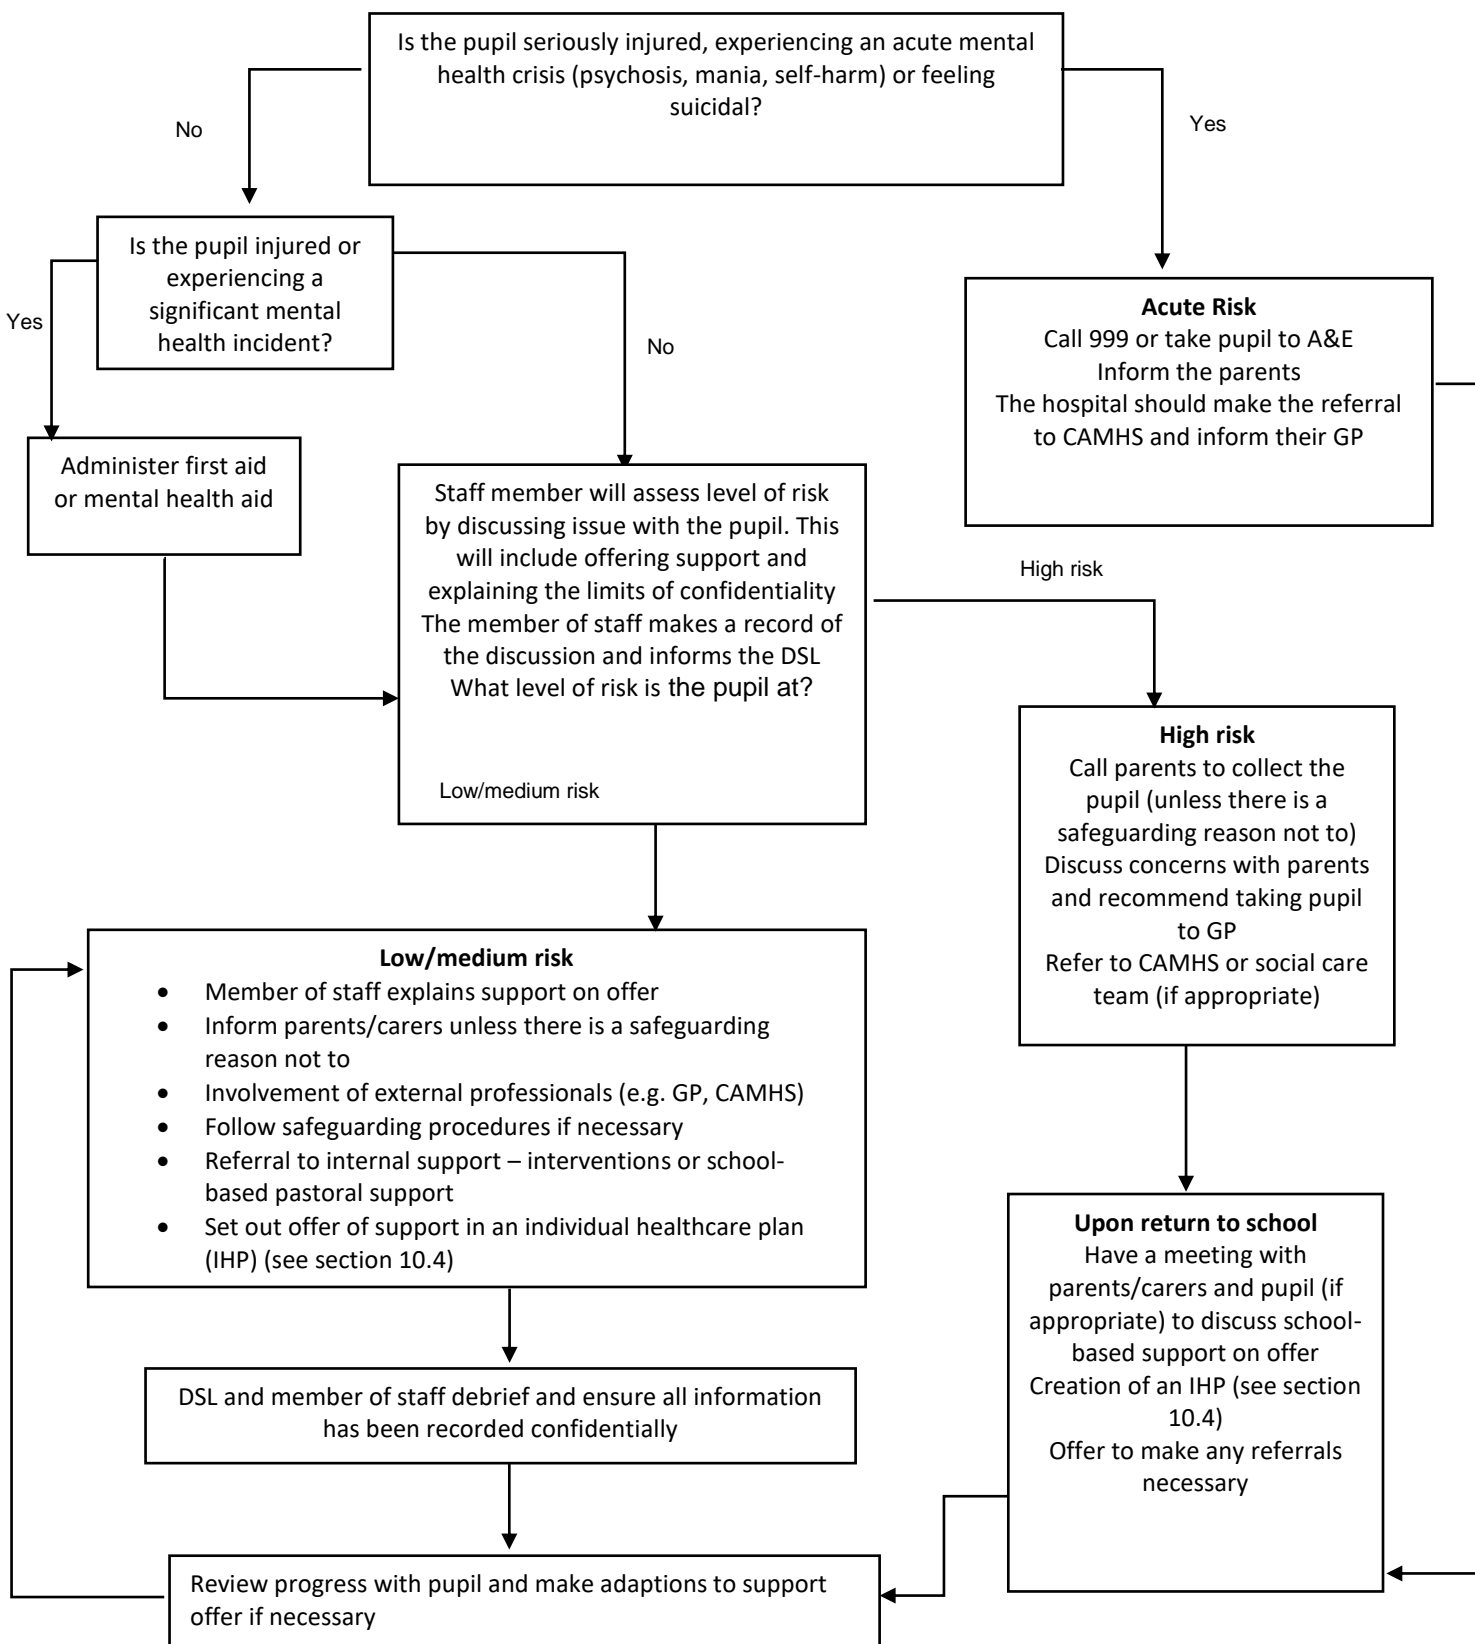 Is the pupil seriously injured, experiencing an acute mental
health crisis (psychosis, mania, self-harm) or feeling
suicidal?
No
Yes
Is the pupil injured or
experiencing a
significant mental
health incident?
Yes
No
Acute Risk
Call 999 or take pupil to A&E
Inform the parents
The hospital should make the referral
to CAMHS and inform their GP
Administer first aid
or mental health aid
Staff member will assess level of risk
by discussing issue with the pupil. This
will include offering support and
explaining the limits of confidentiality
The member of staff makes a record of
the discussion and informs the DSL
What level of risk is the pupil at?
Low/medium risk
High risk
High risk
Call parents to collect the
pupil (unless there is a
safeguarding reason not to)
Discuss concerns with parents
and recommend taking pupil
to GP
Refer to CAMHS or social care
team (if appropriate)
Low/medium risk
• Member of staff explains support on offer
• Inform parents/carers unless there is a safeguarding
reason not to
• Involvement of external professionals (e.g. GP, CAMHS)
• Follow safeguarding procedures if necessary
• Referral to internal support – interventions or school-
based pastoral support
• Set out offer of support in an individual healthcare plan
(IHP) (see section 10.4)
Upon return to school
Have a meeting with
parents/carers and pupil (if
appropriate) to discuss school-
based support on offer
Creation of an IHP (see section
10.4)
Offer to make any referrals
necessary
DSL and member of staff debrief and ensure all information
has been recorded confidentially
Review progress with pupil and make adaptions to support
offer if necessary